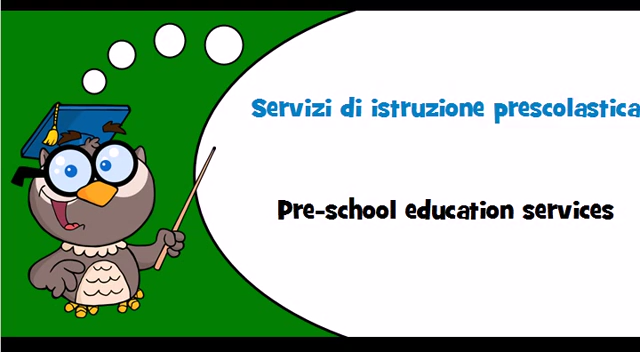 Servizi di istruzione prescolastica
Pre-school education services